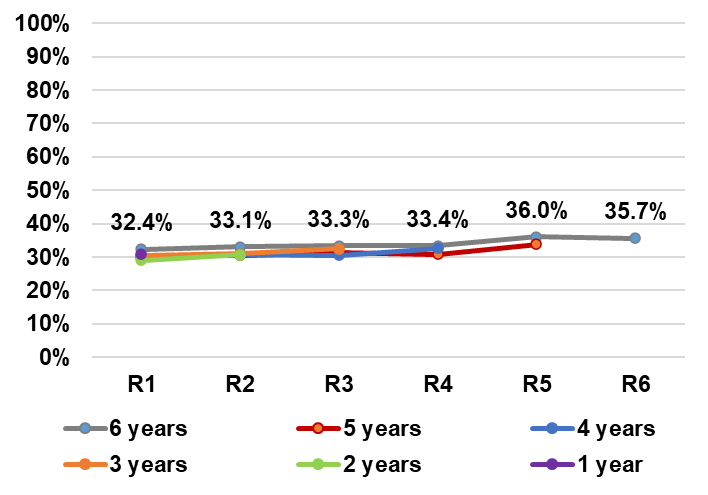 100%
90%
80%
70%
60%
50%
40%
30%
20%
10%
0%
32.4% 33.1% 33.3% 33.4% 36.0% 35.7%
R1 R2 R3 R4 R5 R6
6 years 5 years 4 years
3 years 2 years 1 year